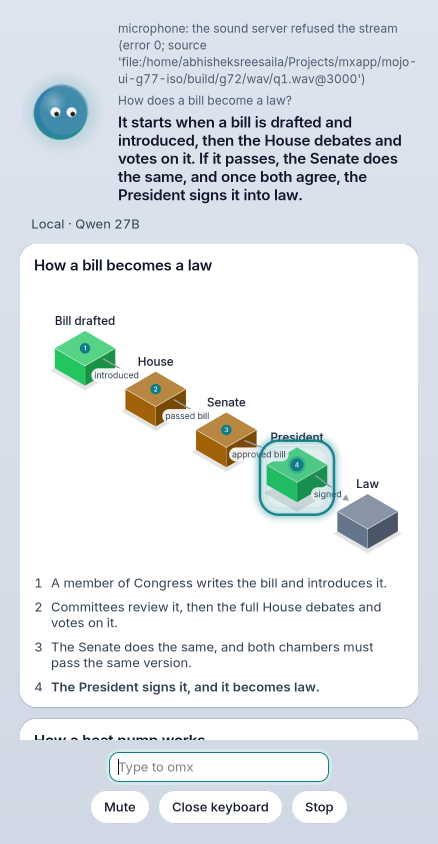 microphone: the sound server refused the stream
(error 0; source
'file:/home/abhisheksreesaila/Projects/mxapp/mojo-
ui-g77-iso/build/g72/wav/q1.wav@3000')
How does a bill become a law?
It starts when a bill is drafted and
introduced, then the House debates and
votes on it. If it passes, the Senate does
the same, and once both agree, the
President signs it into law.
Local · Qwen 27B
How a bill becomes a law
Bill drafted
1
introduced
House
2
passed bill
Senate
3
approved bill
President
4
signed
Law
1 A member of Congress writes the bill and introduces it.
2 Committees review it, then the full House debates and
votes on it.
3 The Senate does the same, and both chambers must
pass the same version.
4 The President signs it, and it becomes law.
How a heat pump works
Type to omx
Mute
Close keyboard
Stop